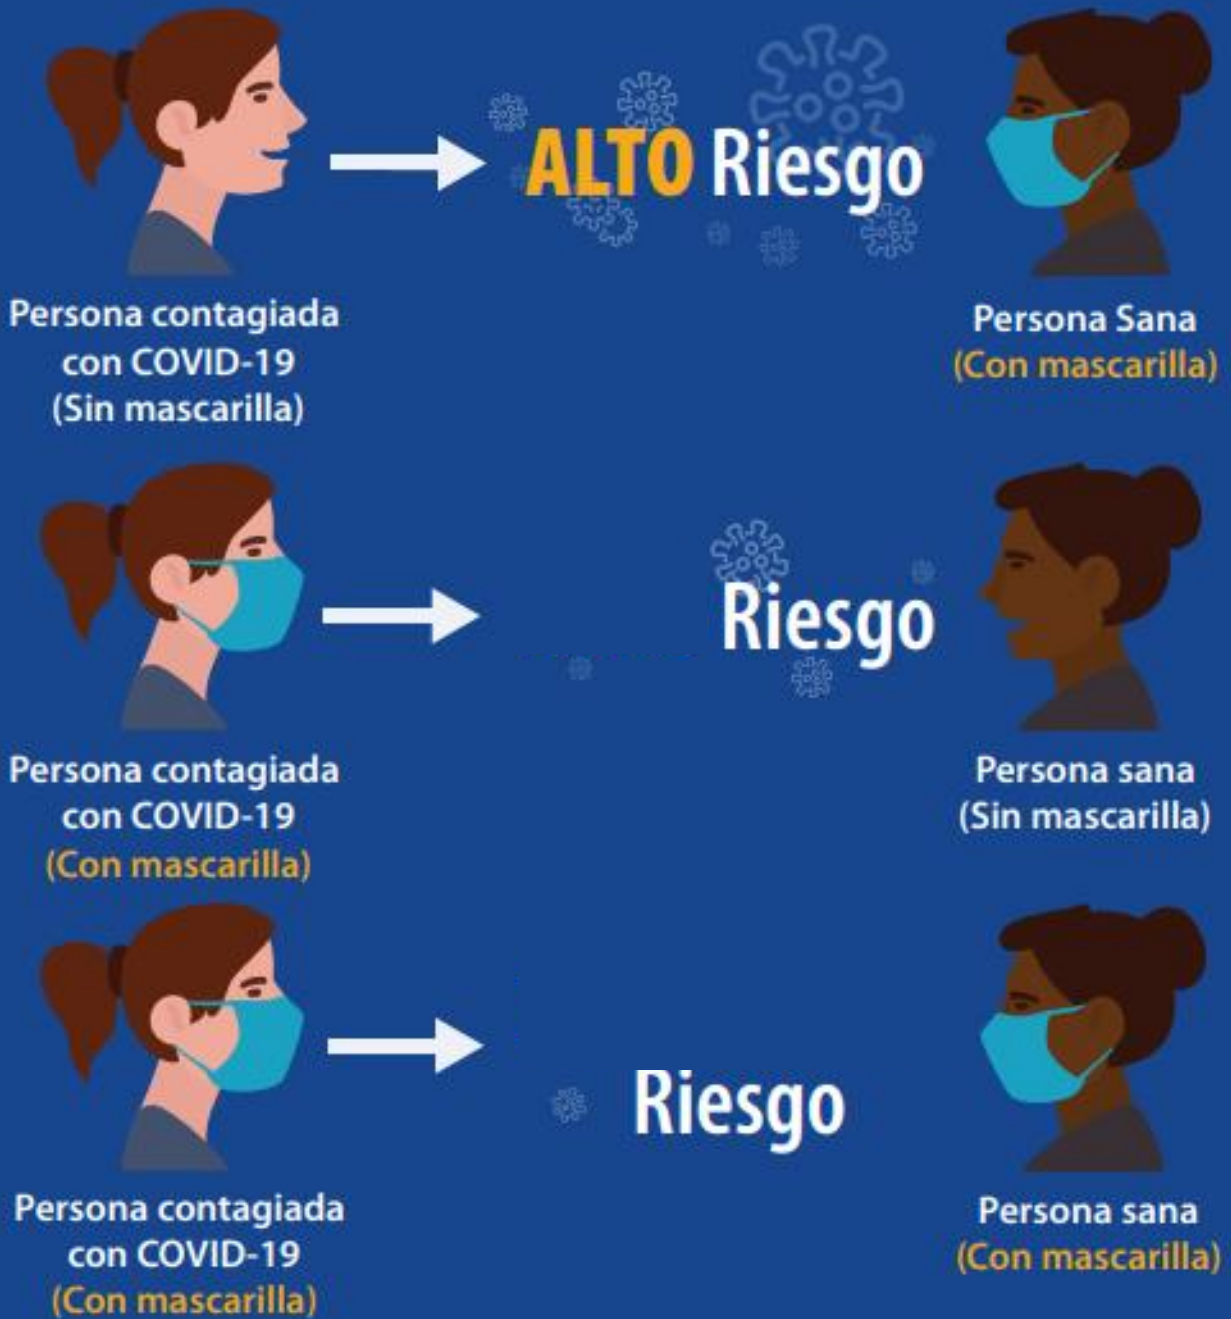 ALTO Riesgo
Persona contagiada
con COVID-19
(Sin mascarilla)
Persona Sana
(Con mascarilla)
Riesgo
Persona contagiada
con COVID-19
(Con mascarilla)
Persona sana
(Sin mascarilla)
Riesgo
Persona contagiada
con COVID-19
(Con mascarilla)
Persona sana
(Con mascarilla)